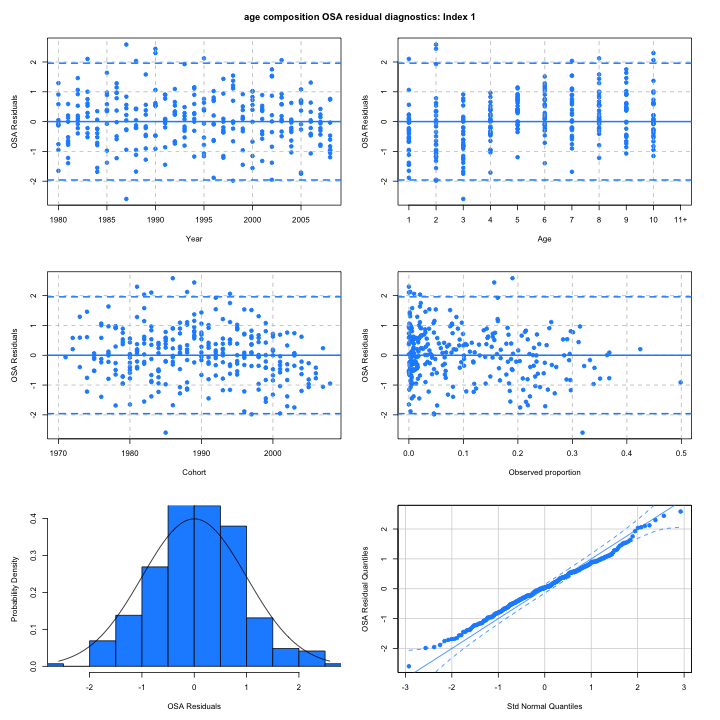 age composition OSA residual diagnostics: Index 1
OSA Residuals
2
1
0
-1
-2
1980 1985 1990 1995 2000 2005
Year
OSA Residuals
2
1
0
-1
-2
1 2 3 4 5 6 7 8 9 10 11+
Age
OSA Residuals
2
1
0
-1
-2
1970 1980 1990 2000
Cohort
OSA Residuals
2
1
0
-1
-2
0.0 0.1 0.2 0.3 0.4 0.5
Observed proportion
Probability Density
0.4
0.3
0.2
0.1
0.0
-2 -1 0 1 2
OSA Residuals
OSA Residual Quantiles
2
1
0
-1
-2
-3 -2 -1 0 1 2 3
Std Normal Quantiles